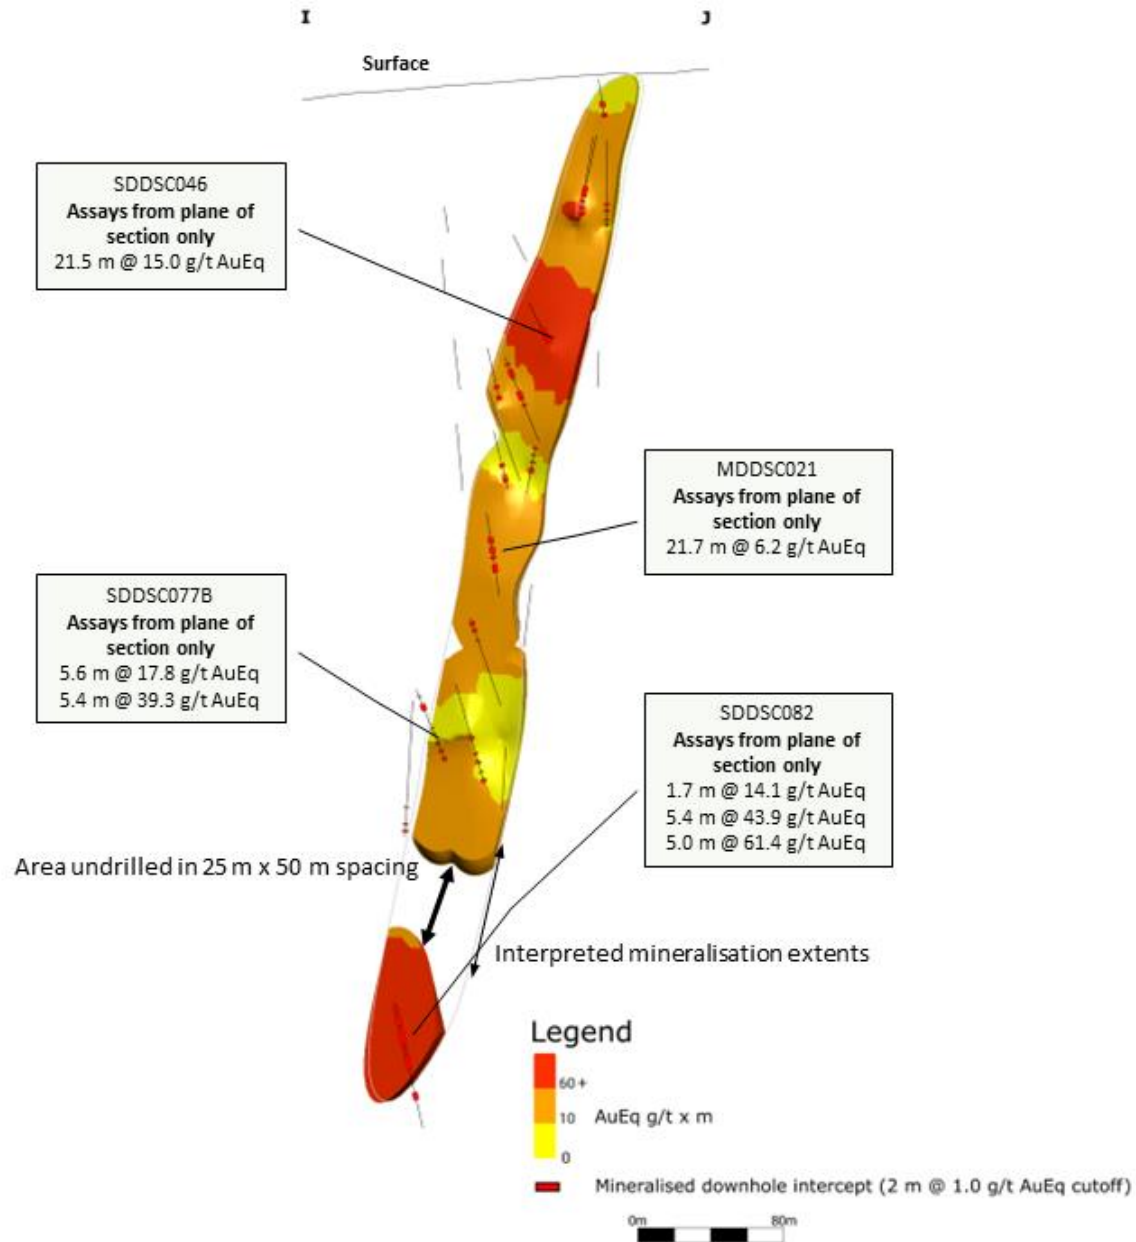 I
J
Surface
SDDSC046
Assays from plane of
section only
21.5 m @ 15.0 g/t AuEq
MDDSC021
Assays from plane of
section only
21.7 m @ 6.2 g/t AuEq
SDDSC077B
Assays from plane of
section only
5.6 m @ 17.8 g/t AuEq
5.4 m @ 39.3 g/t AuEq
SDDSC082
Assays from plane of
section only
1.7 m @ 14.1 g/t AuEq
5.4 m @ 43.9 g/t AuEq
5.0 m @ 61.4 g/t AuEq
Area undrilled in 25 m x 50 m spacing
Interpreted mineralisation extents
Legend
60 +
10
AuEq g/t x m
0
Mineralised downhole intercept (2 m @ 1.0 g/t AuEq cutoff)
0m
80m